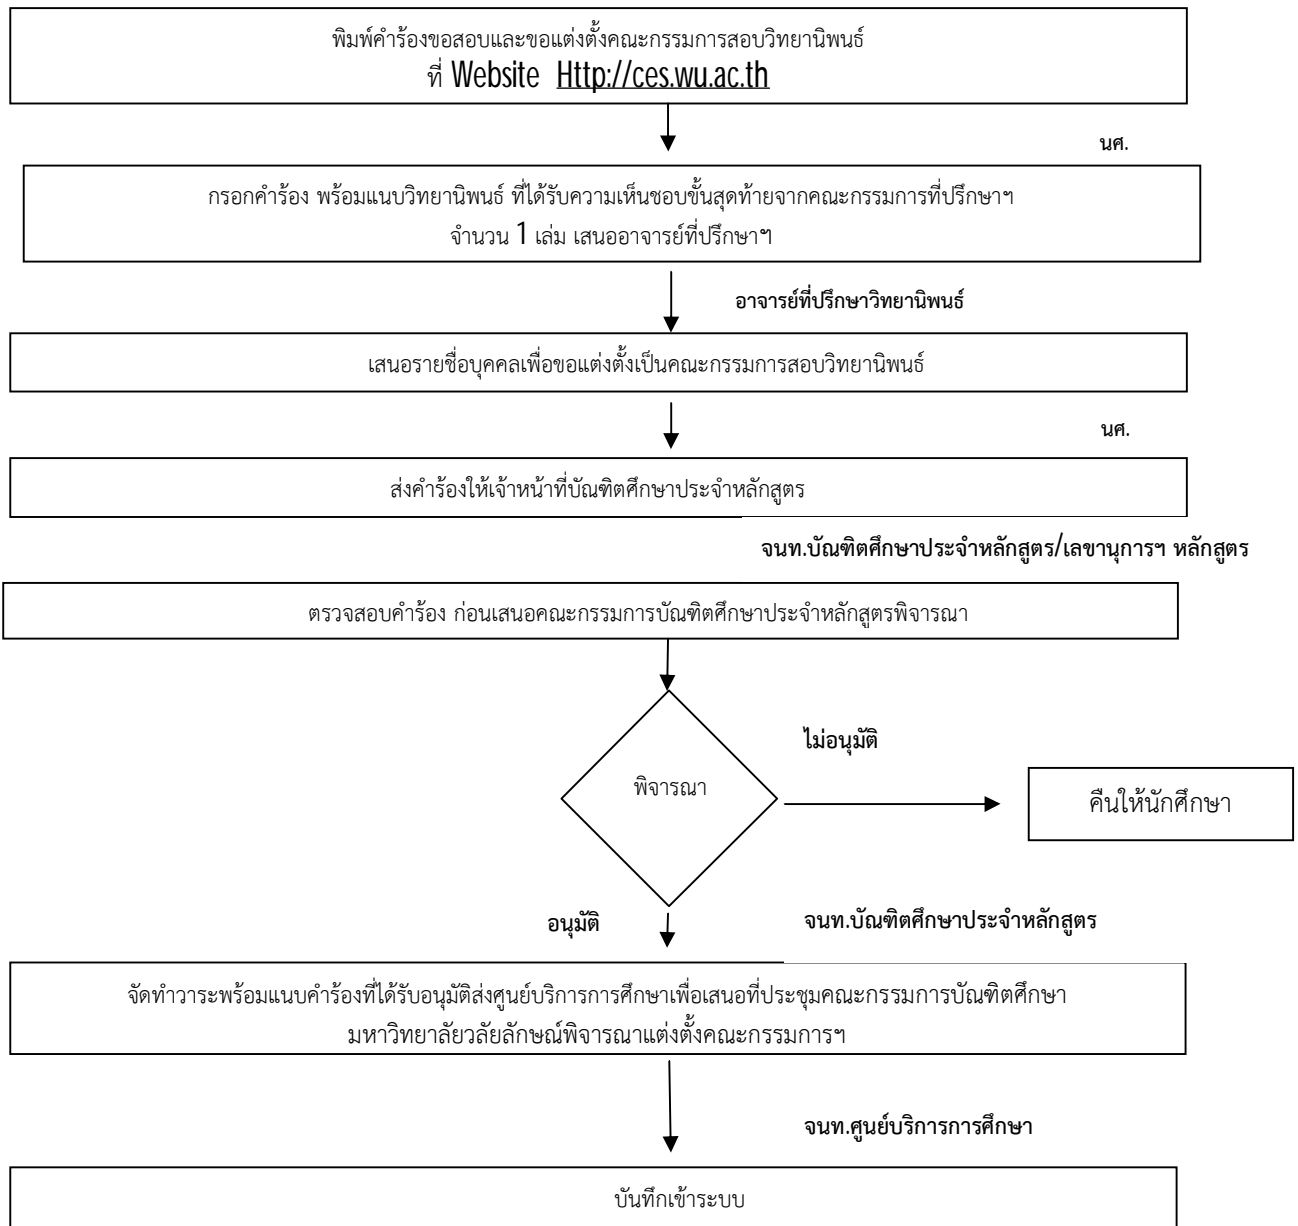 พิมพ์คำร้องขอสอบและขอแต่งตั้งคณะกรรมการสอบวิทยานิพนธ์
ที่ Website Http://ces.wu.ac.th
นศ.
กรอกคำร้อง พร้อมแนบวิทยานิพนธ์ ที่ได้รับความเห็นชอบขั้นสุดท้ายจากคณะกรรมการที่ปรึกษาฯ
จำนวน 1 เล่ม เสนออาจารย์ที่ปรึกษาฯ
อาจารย์ที่ปรึกษาวิทยานิพนธ์
เสนอรายชื่อบุคคลเพื่อขอแต่งตั้งเป็นคณะกรรมการสอบวิทยานิพนธ์
นศ.
ส่งคำร้องให้เจ้าหน้าที่บัณฑิตศึกษาประจำหลักสูตร
จนท.บัณฑิตศึกษาประจำหลักสูตร/เลขานุการฯ หลักสูตร
ตรวจสอบคำร้อง ก่อนเสนอคณะกรรมการบัณฑิตศึกษาประจำหลักสูตรพิจารณา
ไม่อนุมัติ
พิจารณา
คืนให้นักศึกษา
อนุมัติ
จนท.บัณฑิตศึกษาประจำหลักสูตร
จัดทำวาระพร้อมแนบคำร้องที่ได้รับอนุมัติส่งศูนย์บริการการศึกษาเพื่อเสนอที่ประชุมคณะกรรมการบัณฑิตศึกษา
มหาวิทยาลัยวลัยลักษณ์พิจารณาแต่งตั้งคณะกรรมการฯ
จนท.ศูนย์บริการการศึกษา
บันทึกเข้าระบบ